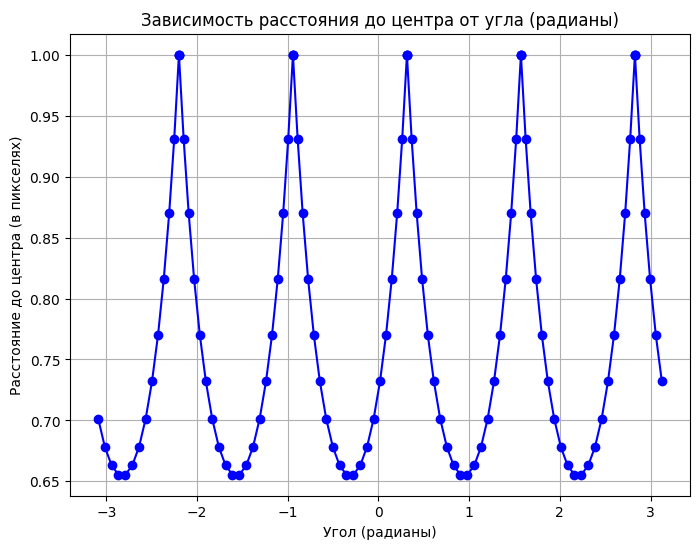 Зависимость расстояния до центра от угла (радианы)
Расстояние до центра (в пикселях)
1.00
0.95
0.90
0.85
0.80
0.75
0.70
0.65
−3 −2 −1 0 1 2 3
Угол (радианы)